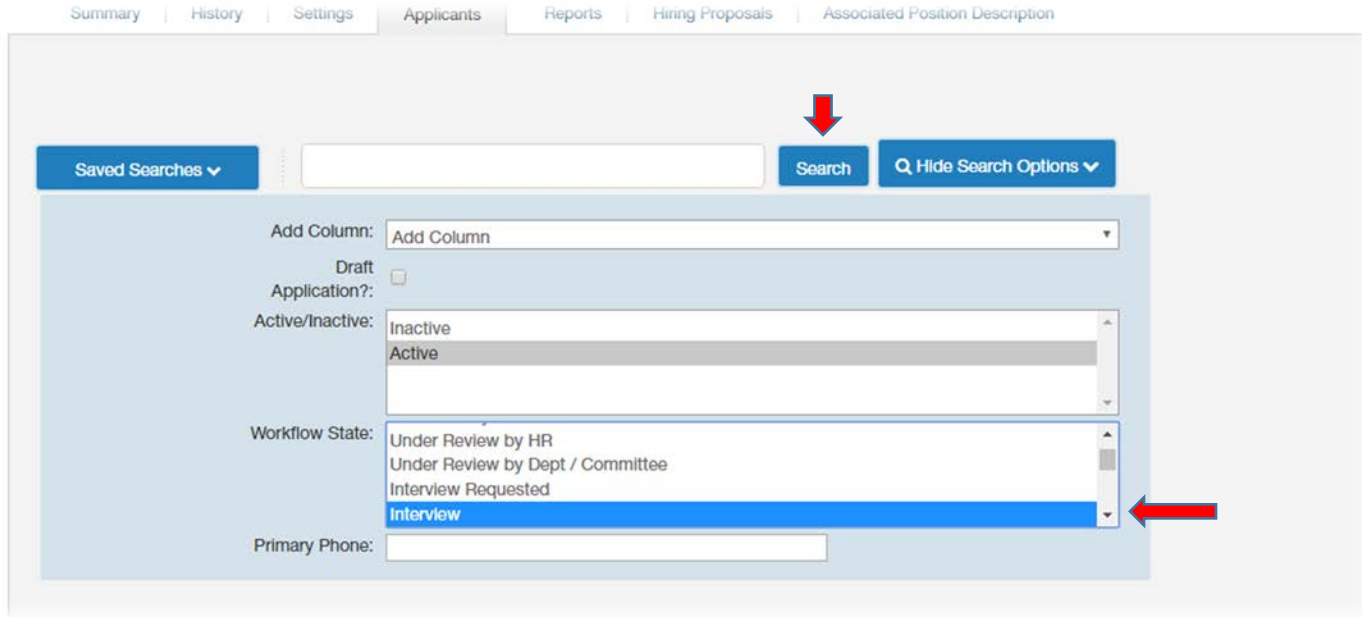 Summary History Settings Applicants Reports Hiring Proposals Associated Position Description
Saved Searches Search Hide Search Options
Add Column: Add Column
Draft
Application?:
Active/Inactive: Inactive
Active
Workflow State:
Under Review by HR
Under Review by Dept / Committee
Interview Requested
Interview
Primary Phone: